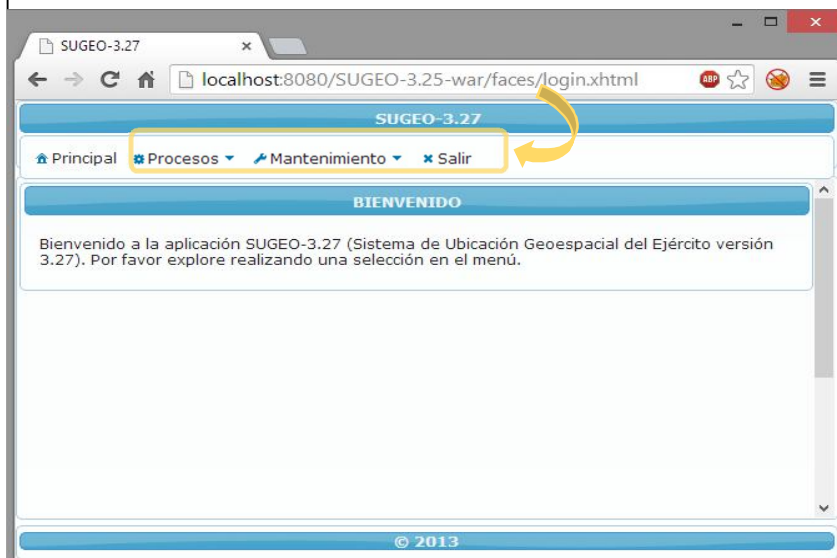 SUGEO-3.27
localhost:8080/SUGEO-3.25-war/faces/login.xhtml
ABP
SUGEO-3.27
Principal Procesos Mantenimiento Salir
BIENVENIDO
Bienvenido a la aplicación SUGEO-3.27 (Sistema de Ubicación Geoespacial del Ejército versión
3.27). Por favor explore realizando una selección en el menú.
© 2013